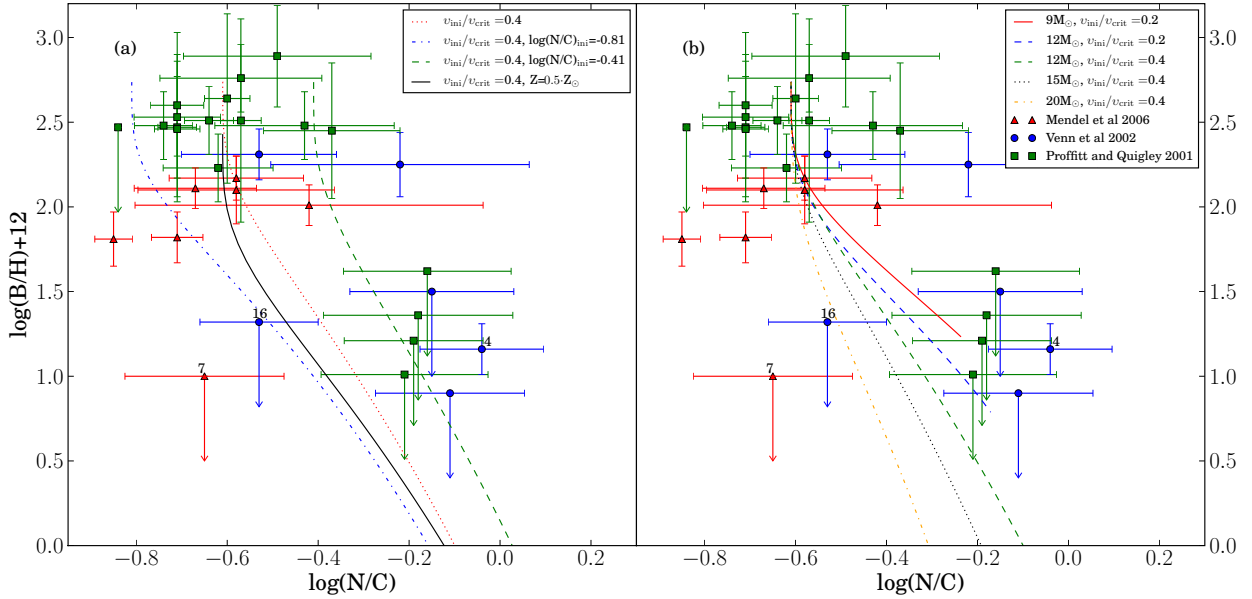 (a)
υini/υcrit =0.4
υini/υcrit =0.4, log(N/C)ini=-0.81
υini/υcrit =0.4, log(N/C)ini=-0.41
υini/υcrit =0.4, Z=0.5·Z⊙
log(B/H)+12
3.0
2.5
2.0
1.5
1.0
0.5
0.0
16
7
4
−0.8
−0.6
−0.4
−0.2
0.0
0.2
log(N/C)
(b)
9M⊙, υini/υcrit =0.2
12M⊙, υini/υcrit =0.2
12M⊙, υini/υcrit =0.4
15M⊙, υini/υcrit =0.4
20M⊙, υini/υcrit =0.4
Mendel et al 2006
Venn et al 2002
Proffitt and Quigley 2001
16
7
4
3.0
2.5
2.0
1.5
1.0
0.5
0.0
−0.8
−0.6
−0.4
−0.2
0.0
0.2
log(N/C)